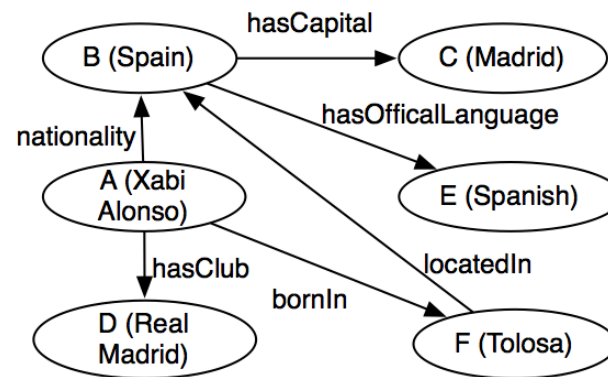 hasCapital
B (Spain)
C (Madrid)
hasOfficalLanguage
nationality
A (Xabi
Alonso)
E (Spanish)
hasClub
locatedIn
bornIn
D (Real
Madrid)
F (Tolosa)